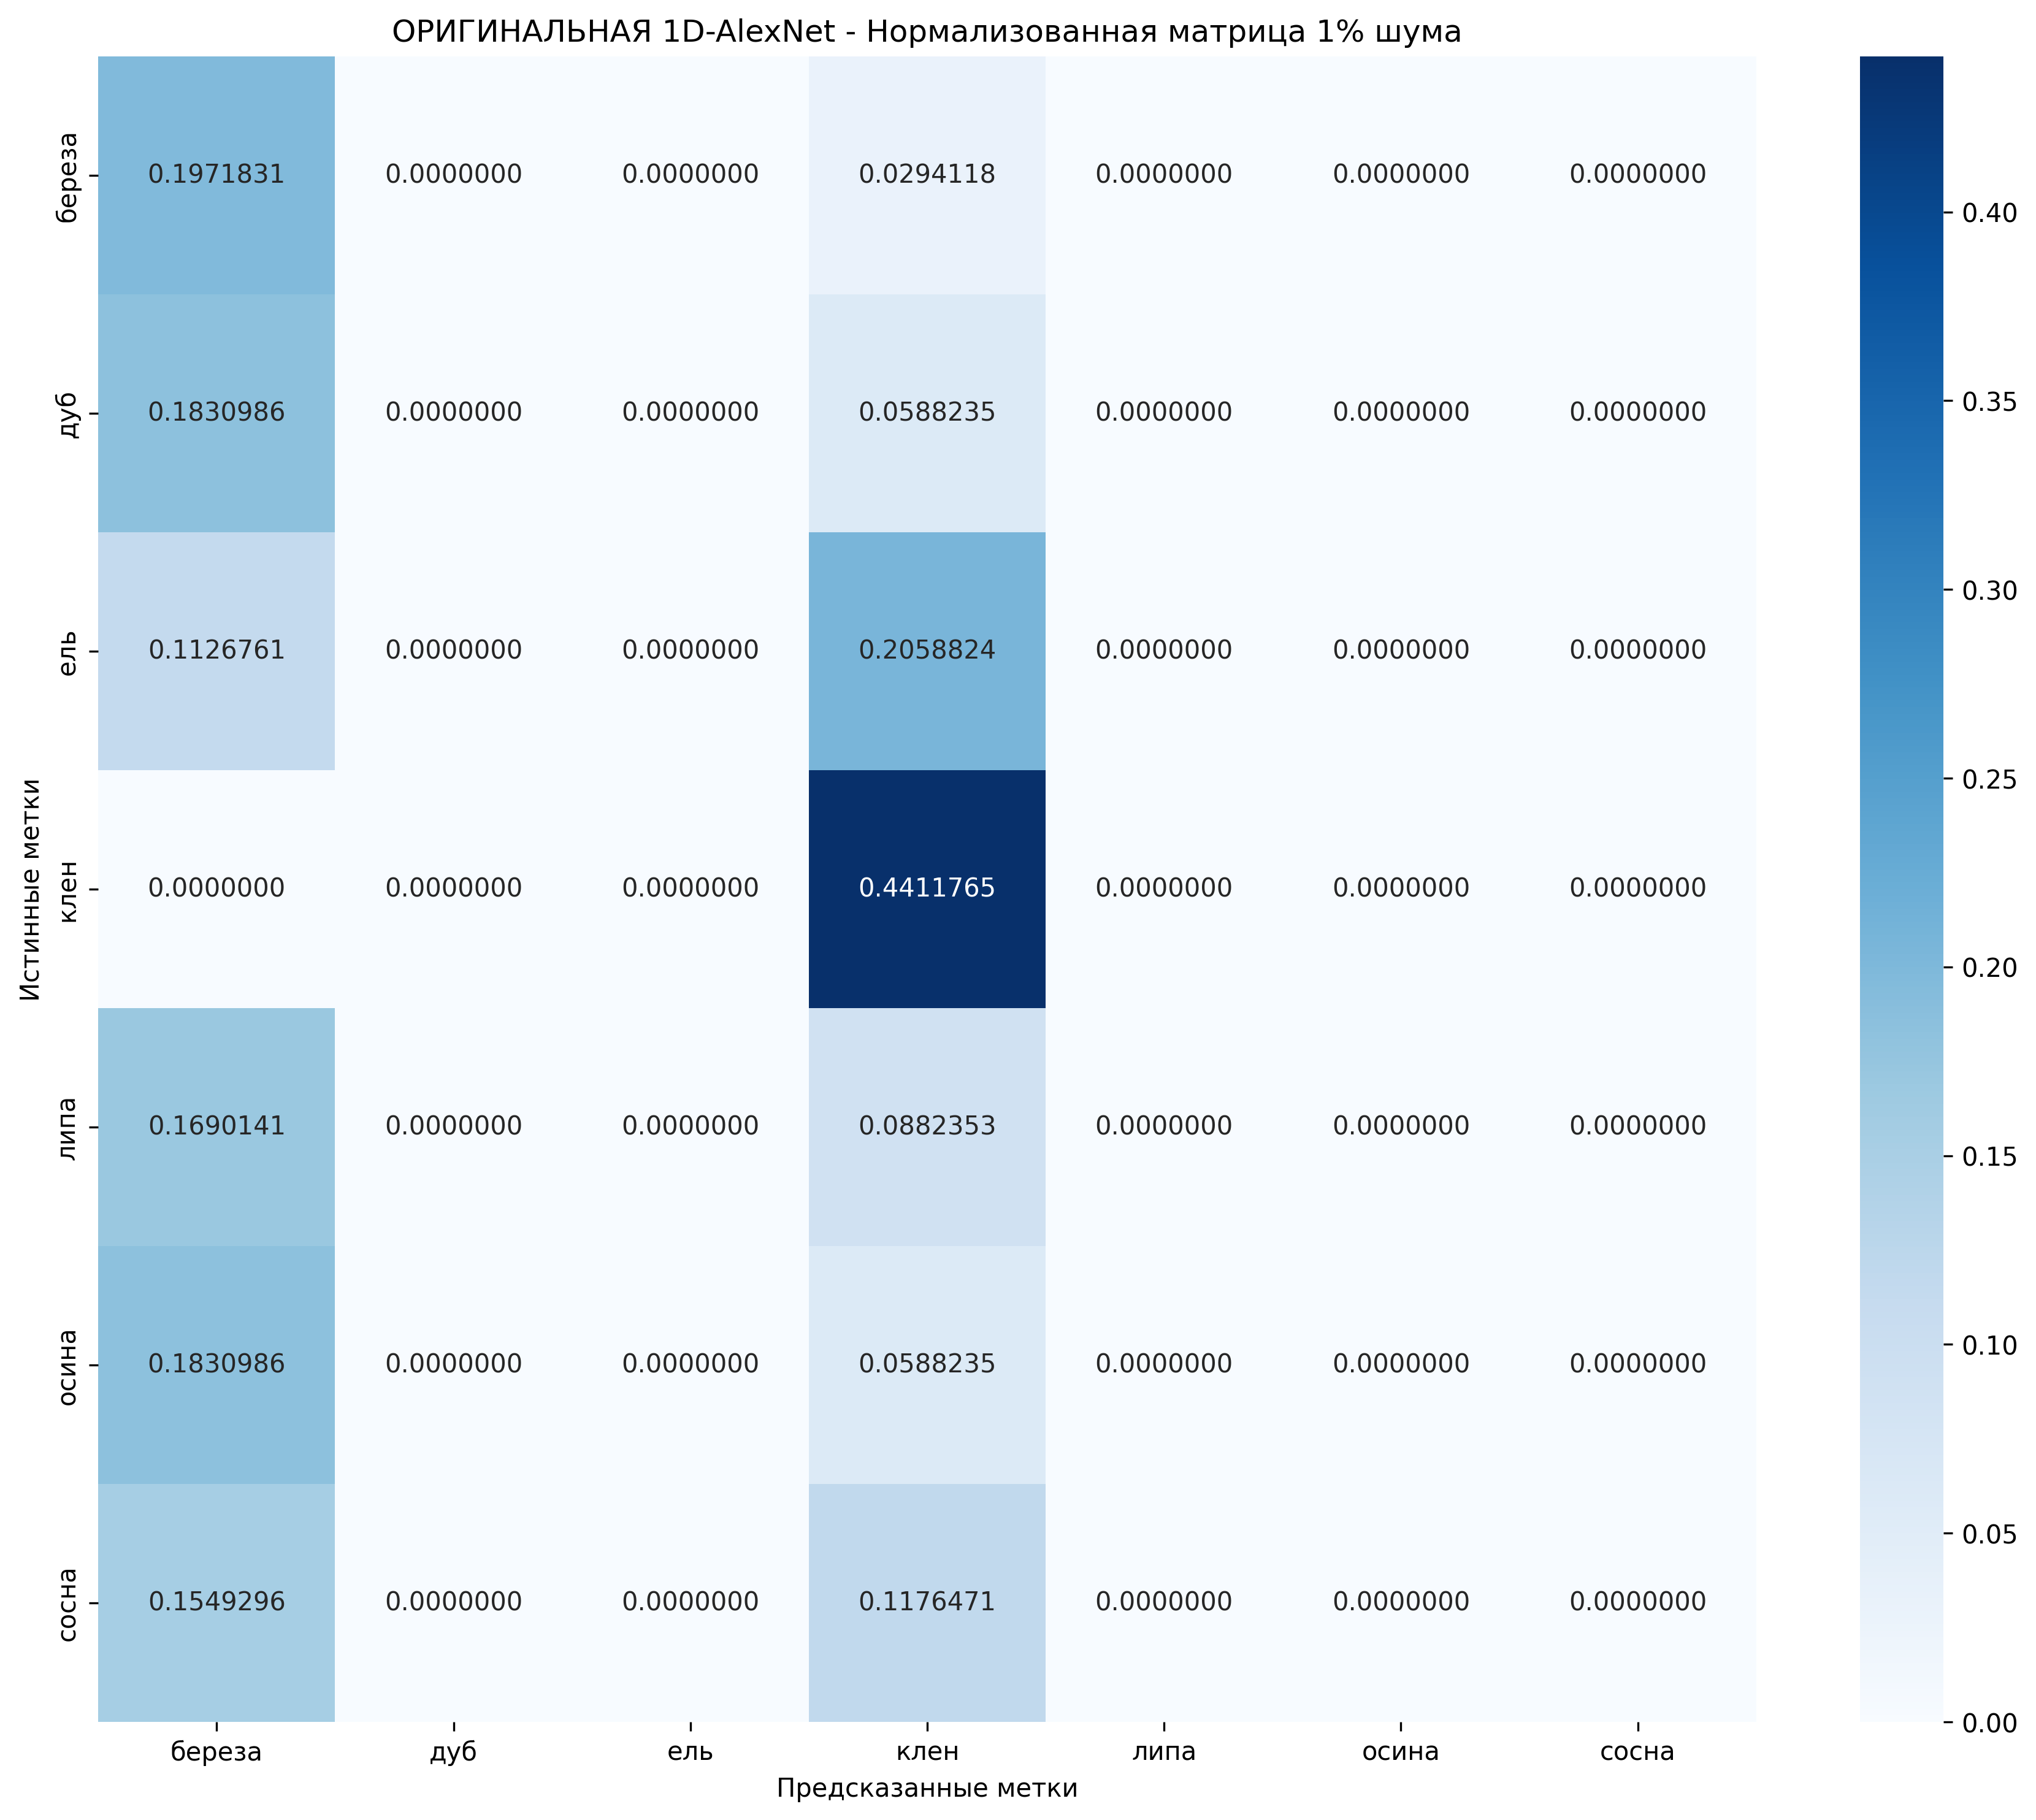 ОРИГИНАЛЬНАЯ 1D-AlexNet - Нормализованная матрица 1% шума
береза 0.1971831 0.0000000 0.0000000 0.0294118 0.0000000 0.0000000 0.0000000
дуб 0.1830986 0.0000000 0.0000000 0.0588235 0.0000000 0.0000000 0.0000000
ель 0.1126761 0.0000000 0.0000000 0.2058824 0.0000000 0.0000000 0.0000000
клен 0.0000000 0.0000000 0.0000000 0.4411765 0.0000000 0.0000000 0.0000000
липа 0.1690141 0.0000000 0.0000000 0.0882353 0.0000000 0.0000000 0.0000000
осина 0.1830986 0.0000000 0.0000000 0.0588235 0.0000000 0.0000000 0.0000000
сосна 0.1549296 0.0000000 0.0000000 0.1176471 0.0000000 0.0000000 0.0000000
береза дуб ель клен липа осина сосна
Предсказанные метки
Истинные метки
0.40
0.35
0.30
0.25
0.20
0.15
0.10
0.05
0.00